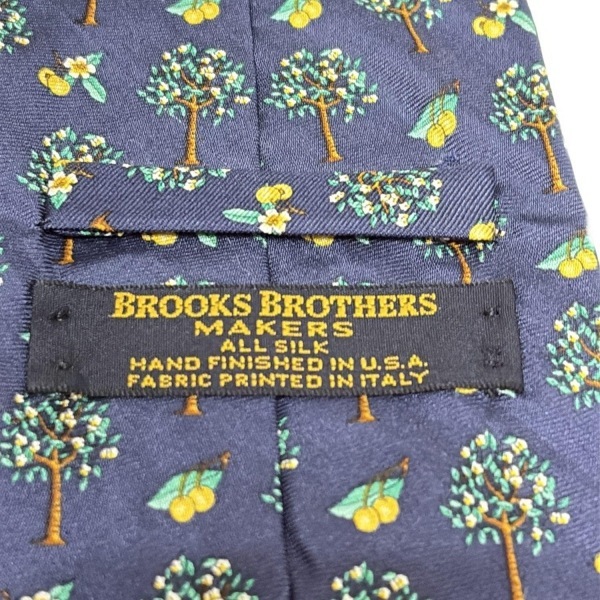 BROOKS BROTHERS
MAKERS
ALL SILK
HAND FINISHED IN U.S.A.
FABRIC PRINTED IN ITALY